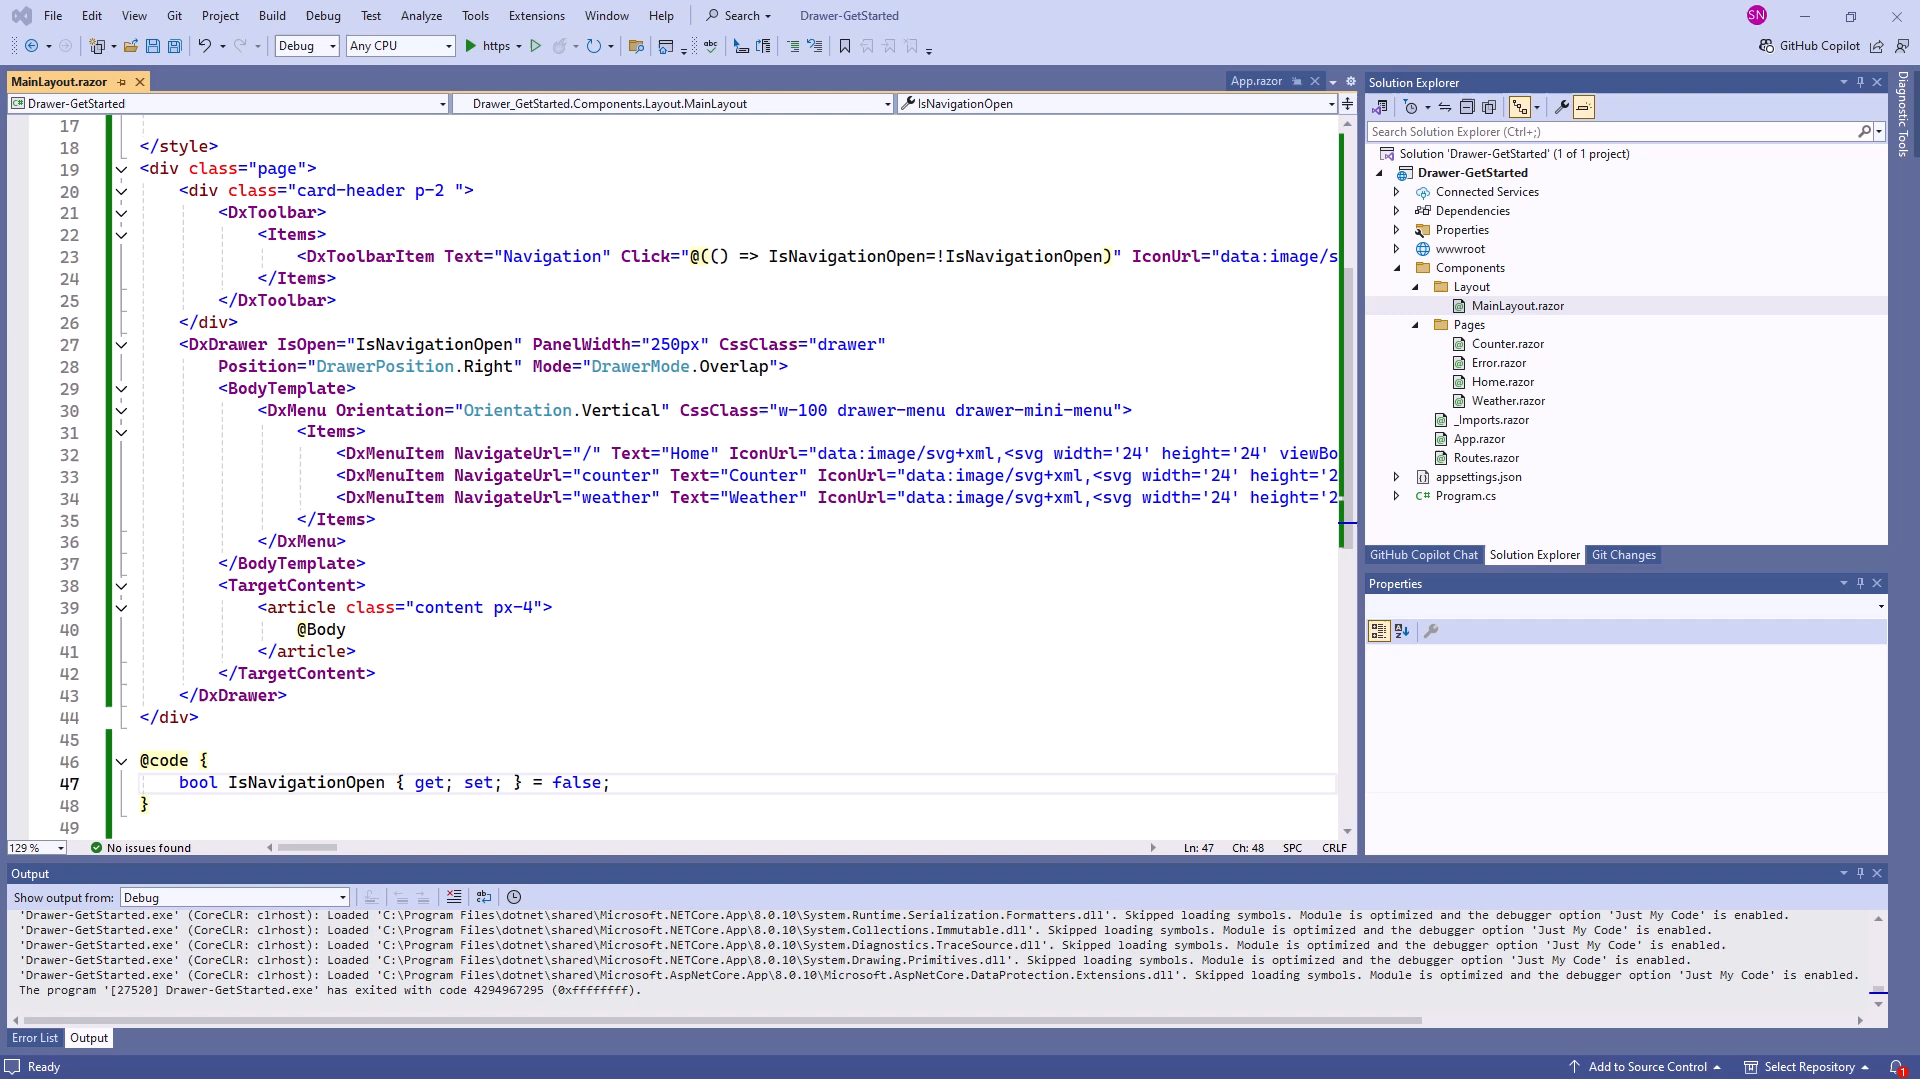 File Edit View Git Project Build Debug Test Analyze Tools Extensions Window Help Search Drawer-GetStarted SN
Debug Any CPU https GitHub Copilot
MainLayout.razor App.razor
Drawer-GetStarted Drawer_GetStarted.Components.Layout.MainLayout IsNavigationOpen
17
18 </style>
19 <div class="page">
20 <div class="card-header p-2 ">
21 <DxToolbar>
22 <Items>
23 <DxToolbarItem Text="Navigation" Click="@(() => IsNavigationOpen=!IsNavigationOpen)" IconUrl="data:image/s
24 </Items>
25 </DxToolbar>
26 </div>
27 <DxDrawer IsOpen="IsNavigationOpen" PanelWidth="250px" CssClass="drawer"
28 Position="DrawerPosition.Right" Mode="DrawerMode.Overlap">
29 <BodyTemplate>
30 <DxMenu Orientation="Orientation.Vertical" CssClass="w-100 drawer-menu drawer-mini-menu">
31 <Items>
32 <DxMenuItem NavigateUrl="/" Text="Home" IconUrl="data:image/svg+xml,<svg width='24' height='24' viewBo
33 <DxMenuItem NavigateUrl="counter" Text="Counter" IconUrl="data:image/svg+xml,<svg width='24' height='2
34 <DxMenuItem NavigateUrl="weather" Text="Weather" IconUrl="data:image/svg+xml,<svg width='24' height='2
35 </Items>
36 </DxMenu>
37 </BodyTemplate>
38 <TargetContent>
39 <article class="content px-4">
40 @Body
41 </article>
42 </TargetContent>
43 </DxDrawer>
44 </div>
45
46 @code {
47 bool IsNavigationOpen { get; set; } = false;
48 }
49
129 % No issues found Ln: 47 Ch: 48 SPC CRLF
Solution Explorer
Search Solution Explorer (Ctrl+;)
Solution 'Drawer-GetStarted' (1 of 1 project)
Drawer-GetStarted
Connected Services
Dependencies
Properties
wwwroot
Components
Layout
MainLayout.razor
Pages
Counter.razor
Error.razor
Home.razor
Weather.razor
_Imports.razor
App.razor
Routes.razor
appsettings.json
C# Program.cs
GitHub Copilot Chat Solution Explorer Git Changes
Properties
Diagnostic Tools
Output
Show output from: Debug
'Drawer-GetStarted.exe' (CoreCLR: clrhost): Loaded 'C:\Program Files\dotnet\shared\Microsoft.NETCore.App\8.0.10\System.Runtime.Serialization.Formatters.dll'. Skipped loading symbols. Module is optimized and the debugger option 'Just My Code' is enabled.
'Drawer-GetStarted.exe' (CoreCLR: clrhost): Loaded 'C:\Program Files\dotnet\shared\Microsoft.NETCore.App\8.0.10\System.Collections.Immutable.dll'. Skipped loading symbols. Module is optimized and the debugger option 'Just My Code' is enabled.
'Drawer-GetStarted.exe' (CoreCLR: clrhost): Loaded 'C:\Program Files\dotnet\shared\Microsoft.NETCore.App\8.0.10\System.Diagnostics.TraceSource.dll'. Skipped loading symbols. Module is optimized and the debugger option 'Just My Code' is enabled.
'Drawer-GetStarted.exe' (CoreCLR: clrhost): Loaded 'C:\Program Files\dotnet\shared\Microsoft.NETCore.App\8.0.10\System.Drawing.Primitives.dll'. Skipped loading symbols. Module is optimized and the debugger option 'Just My Code' is enabled.
'Drawer-GetStarted.exe' (CoreCLR: clrhost): Loaded 'C:\Program Files\dotnet\shared\Microsoft.AspNetCore.App\8.0.10\Microsoft.AspNetCore.DataProtection.Extensions.dll'. Skipped loading symbols. Module is optimized and the debugger option 'Just My Code' is enabled.
The program '[27520] Drawer-GetStarted.exe' has exited with code 4294967295 (0xffffffff).
Error List Output
Ready Add to Source Control Select Repository 1